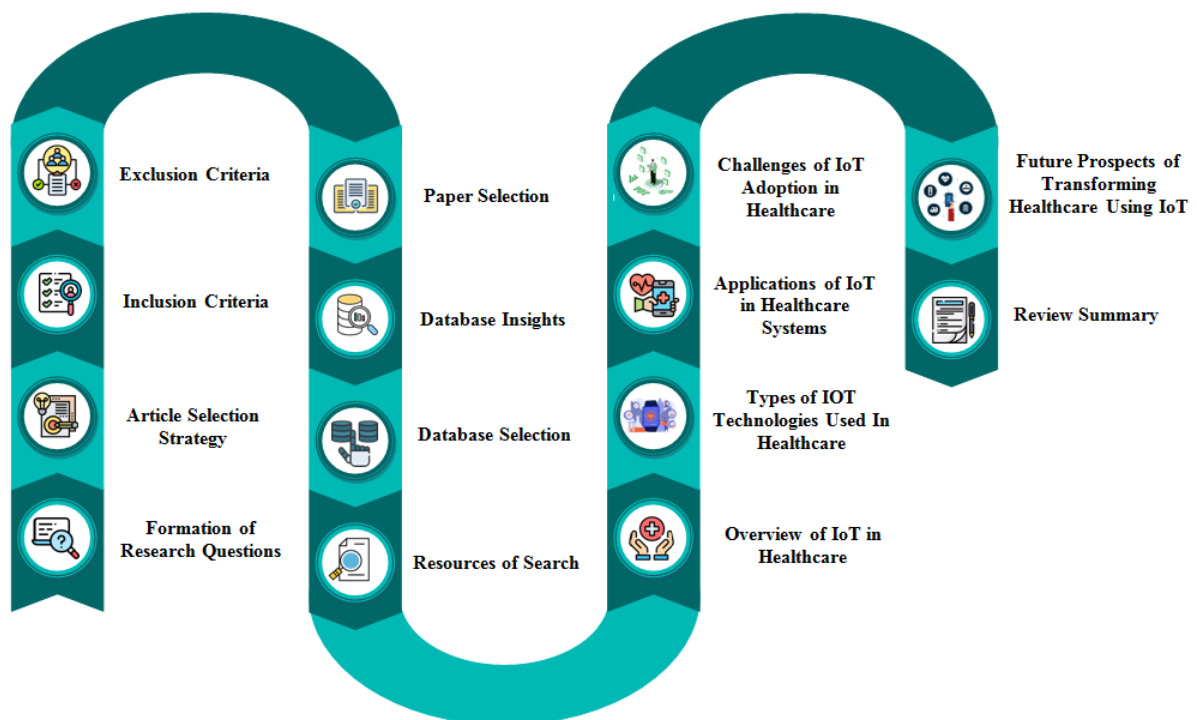 Exclusion Criteria
Inclusion Criteria
Article Selection
Strategy
Formation of
Research Questions
Paper Selection
Database Insights
Database Selection
Resources of Search
Challenges of IoT
Adoption in
Healthcare
Applications of IoT
in Healthcare
Systems
Types of IOT
Technologies Used In
Healthcare
Overview of IoT in
Healthcare
Future Prospects of
Transforming
Healthcare Using IoT
Review Summary